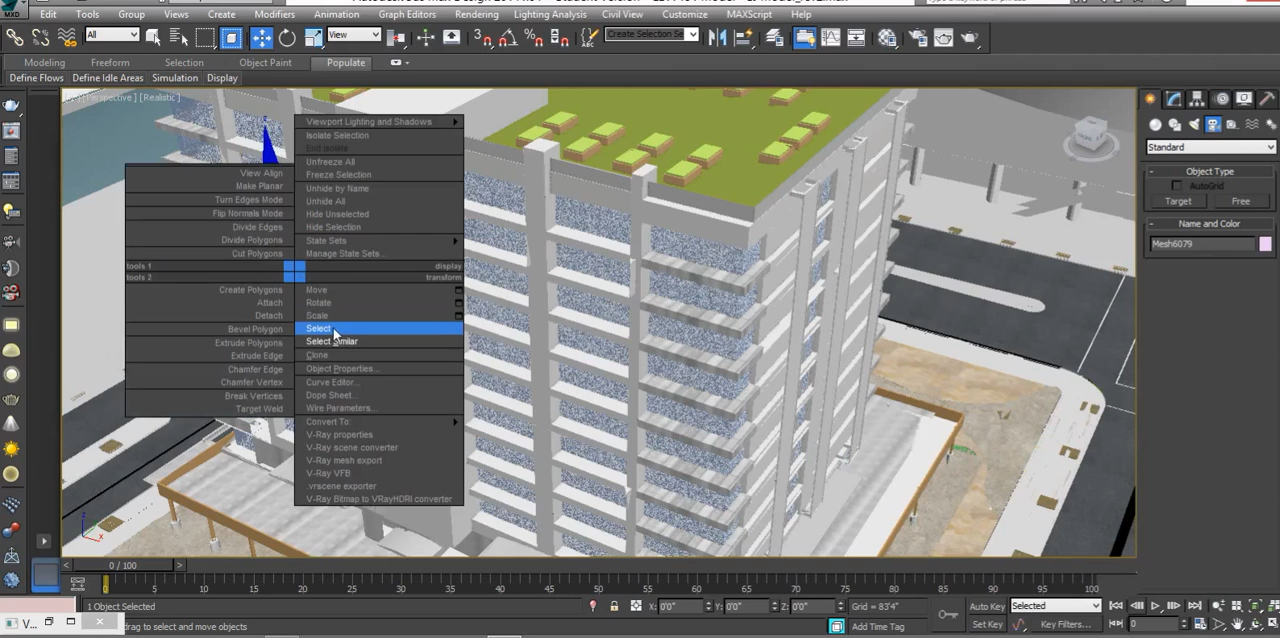 MXD
Edit Tools Group Views Create Modifiers Animation Graph Editors Rendering Lighting Analysis Civil View Customize MAXScript Help
All
View
Create Selection Se
Modeling Freeform Selection Object Paint Populate
Define Flows Define Idle Areas Simulation Display
[Perspective] [Realistic]
Standard
- Object Type
AutoGrid
Target Free
- Name and Color
Mesh6079
Viewport Lighting and Shadows
Isolate Selection
End Isolate
Unfreeze All
Freeze Selection
Unhide by Name
Unhide All
Hide Unselected
Hide Selection
State Sets
Manage State Sets...
View Align
Make Planar
Turn Edges Mode
Flip Normals Mode
Divide Edges
Divide Polygons
Cut Polygons
tools 1 display
tools 2 transform
Create Polygons
Attach
Detach
Bevel Polygon
Extrude Polygons
Extrude Edge
Chamfer Edge
Chamfer Vertex
Break Vertices
Target Weld
Move
Rotate
Scale
Select
Select Similar
Clone
Object Properties...
Curve Editor...
Dope Sheet...
Wire Parameters...
Convert To:
V-Ray properties
V-Ray scene converter
V-Ray mesh export
V-Ray VFB
.vrscene exporter
V-Ray Bitmap to VRayHDRI converter
z
x
< 0 / 100 >
0 5 10 15 20 25 30 35 40 45 50 55 60 65 70 75 80 85 90 95 100
1 Object Selected X: 0'0" Y: 0'0" Z: 0'0" Grid = 83'4" Auto Key Selected
V... drag to select and move objects Add Time Tag Set Key Key Filters... 0